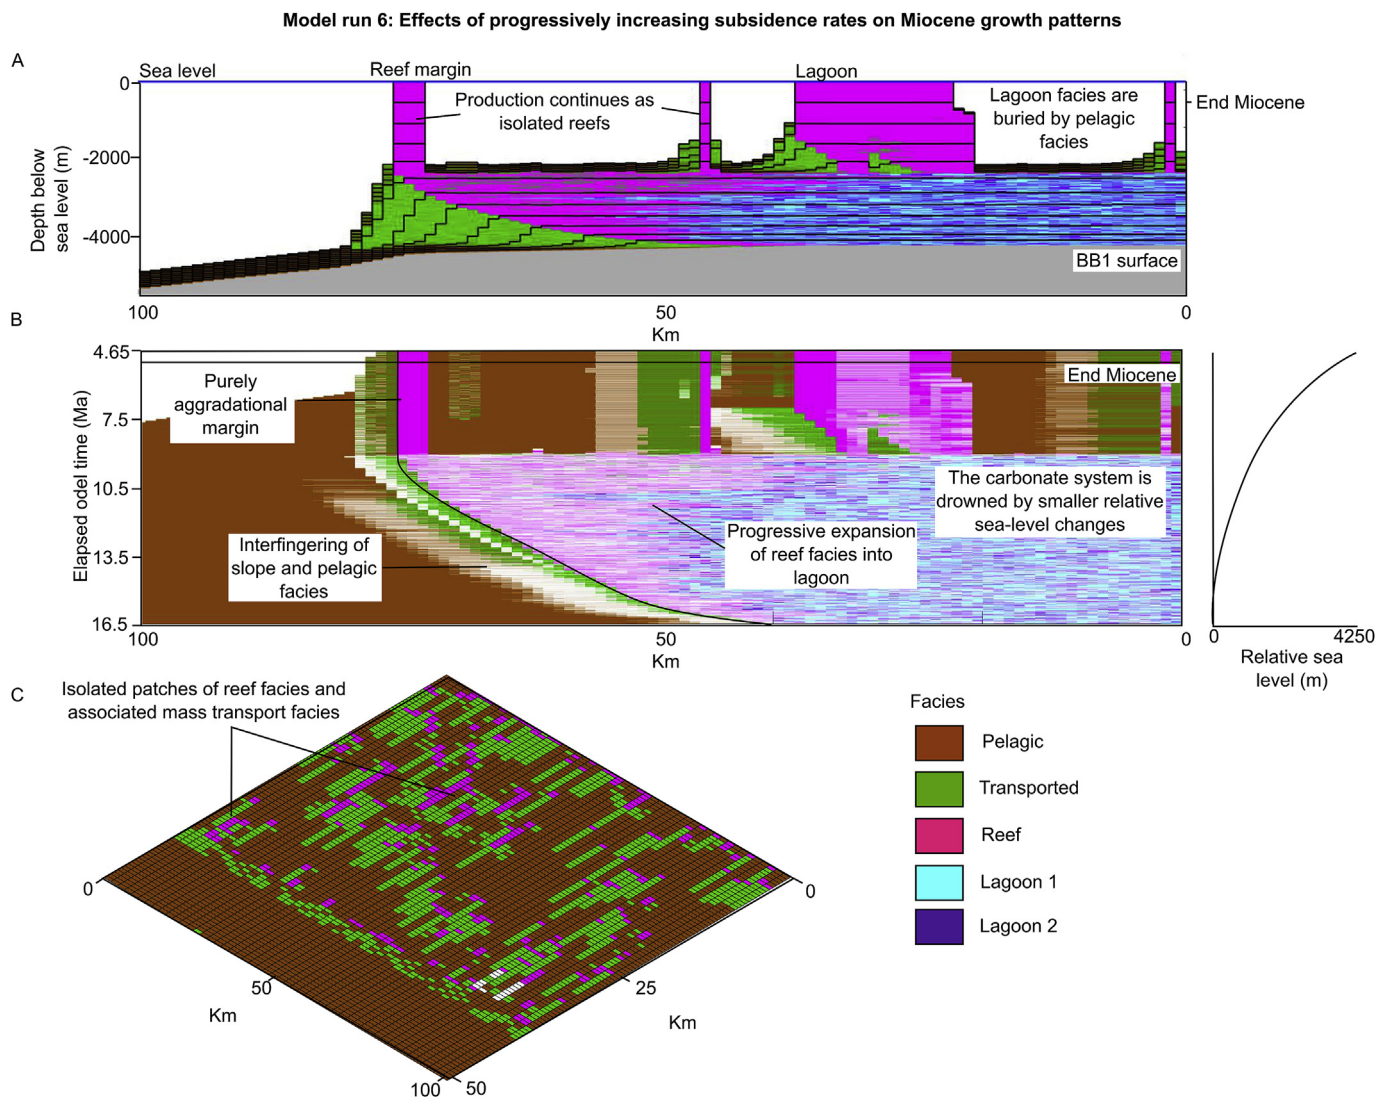 Model run 6: Effects of progressively increasing subsidence rates on Miocene growth patterns
A
Sea level
Reef margin
Lagoon
0
-2000
-4000
Depth below
sea level (m)
Production continues as
isolated reefs
Lagoon facies are
buried by pelagic
facies
End Miocene
BB1 surface
100
50
0
Km
B
4.65
7.5
10.5
13.5
16.5
Elapsed odel time (Ma)
Purely
aggradational
margin
End Miocene
The carbonate system is
drowned by smaller relative
sea-level changes
Progressive expansion
of reef facies into
lagoon
Interfingering of
slope and pelagic
facies
100
50
0
Km
0
4250
Relative sea
level (m)
C
Isolated patches of reef facies and
associated mass transport facies
0
50
Km
100
50
25
Km
0
Facies
Pelagic
Transported
Reef
Lagoon 1
Lagoon 2